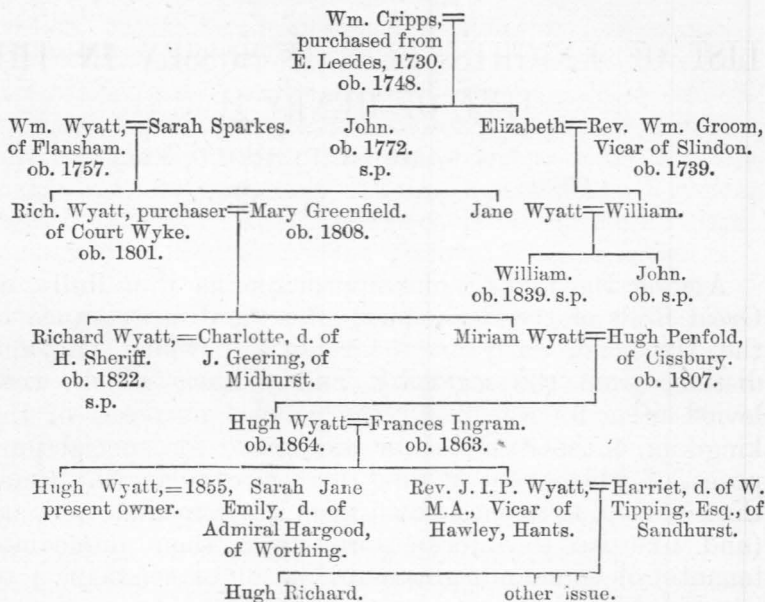 Wm. Cripps,
purchased from
E. Leedes, 1730.
ob. 1748.
Wm. Wyatt, Sarah Sparkes. John. Elizabeth Rev. Wm. Groom,
of Flansham. ob. 1772. Vicar of Slindon.
ob. 1757. s.p. ob. 1739.
Rich. Wyatt, purchaser Mary Greenfield. Jane Wyatt William.
of Court Wyke. ob. 1808.
ob. 1801.
William. John.
ob. 1839. s.p. ob. s.p.
Richard Wyatt,=Charlotte, d. of Miriam Wyatt Hugh Penfold,
H. Sheriff. J. Geering, of of Cissbury.
ob. 1822. Midhurst. ob. 1807.
s.p.
Hugh Wyatt Frances Ingram.
ob. 1864. ob. 1863.
Hugh Wyatt,=1855, Sarah Jane Rev. J. I. P. Wyatt, Harriet, d. of W.
present owner. Emily, d. of M.A., Vicar of Tipping, Esq., of
Admiral Hargood, Hawley, Hants. Sandhurst.
of Worthing.
Hugh Richard. other issue.